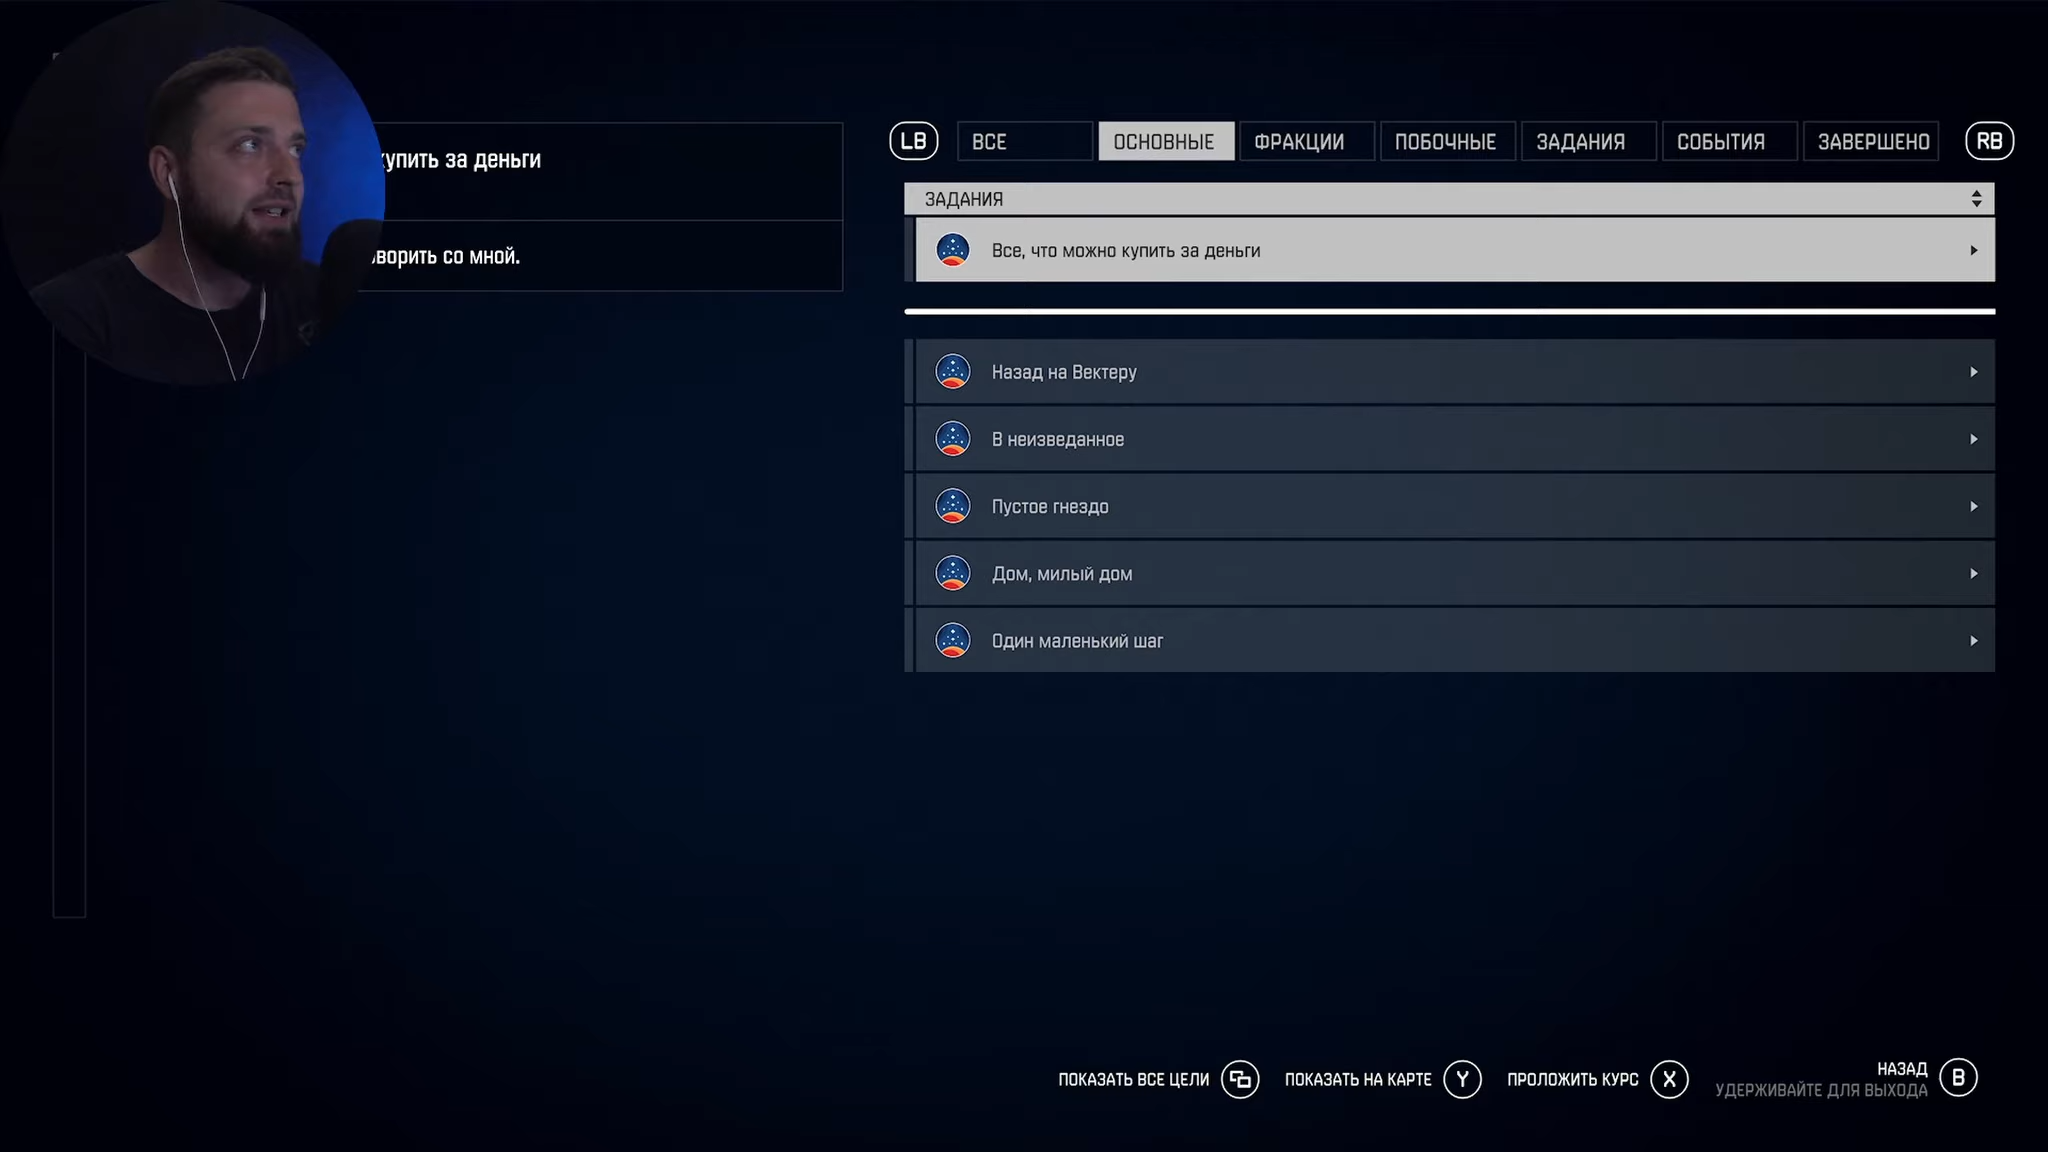 купить за деньги
ворить со мной.
LB ВСЕ ОСНОВНЫЕ ФРАКЦИИ ПОБОЧНЫЕ ЗАДАНИЯ СОБЫТИЯ ЗАВЕРШЕНО RB
ЗАДАНИЯ
Все, что можно купить за деньги
Назад на Вектеру
В неизведанное
Пустое гнездо
Дом, милый дом
Один маленький шаг
ПОКАЗАТЬ ВСЕ ЦЕЛИ ПОКАЗАТЬ НА КАРТЕ Y ПРОЛОЖИТЬ КУРС X НАЗАД B
УДЕРЖИВАЙТЕ ДЛЯ ВЫХОДА